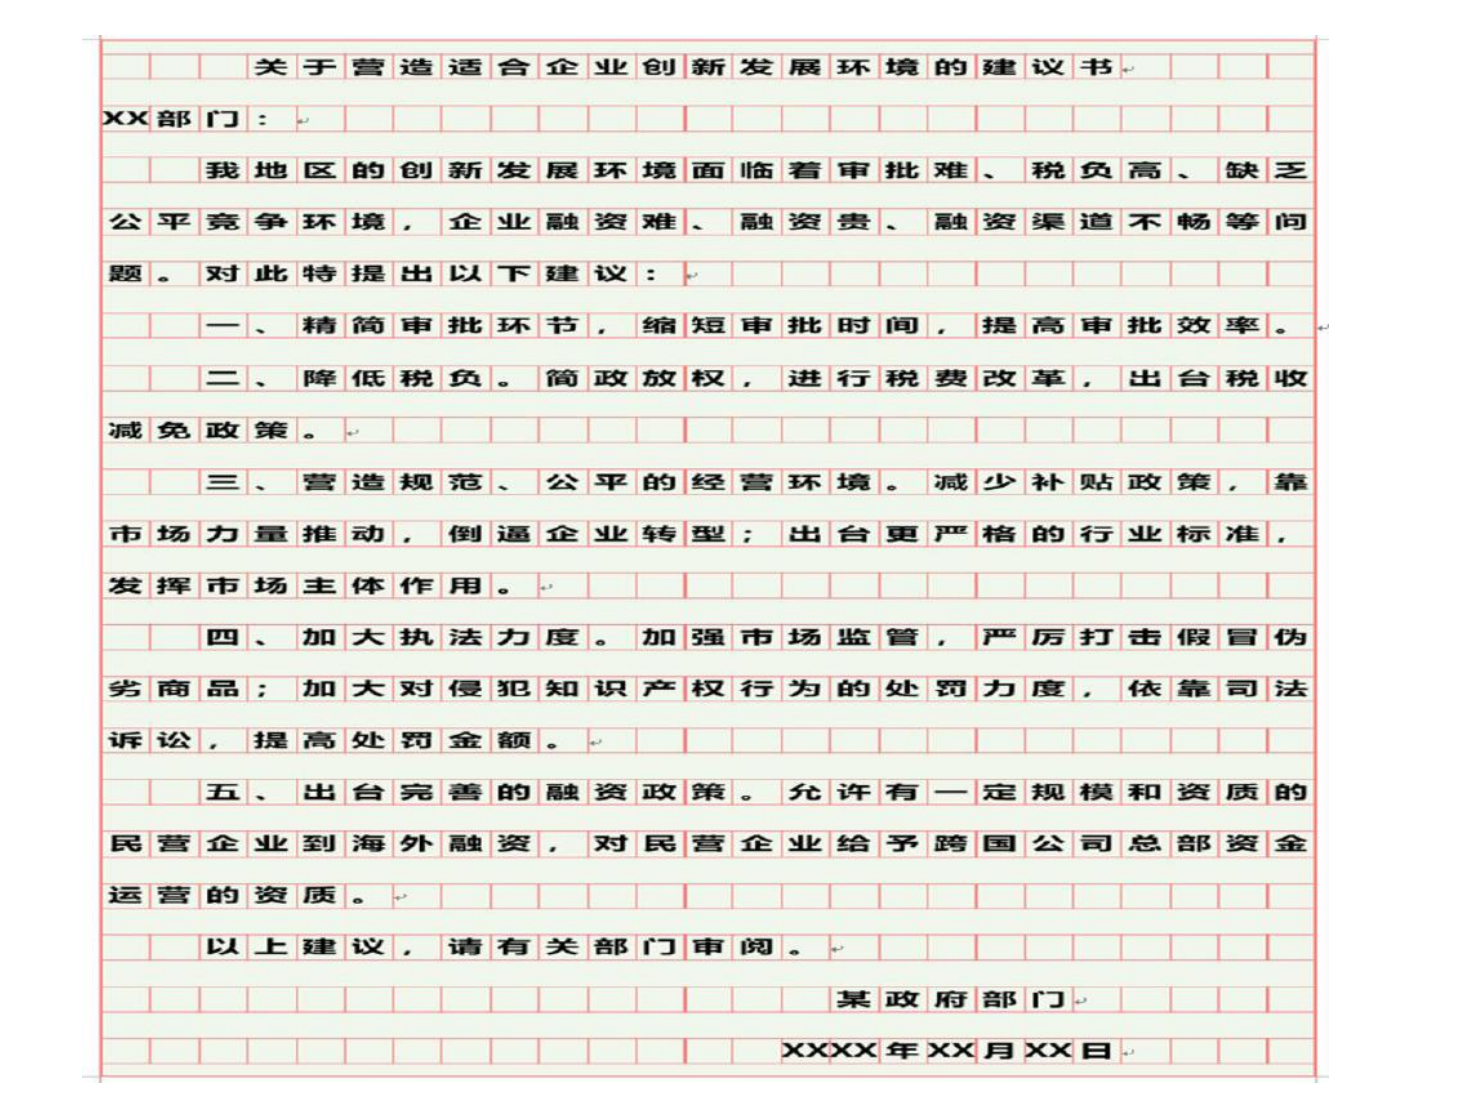 关于营造适合企业创新发展环境的建议书
XX部门：
我地区的创新发展环境面临着审批难、税负高、缺乏
公平竞争环境，企业融资难、融资贵、融资渠道不畅等问
题。对此特提出以下建议：
一、精简审批环节，缩短审批时间，提高审批效率。
二、降低税负。简政放权，进行税费改革，出台税收
减免政策。
三、营造规范、公平的经营环境。减少补贴政策，靠
市场力量推动，倒逼企业转型；出台更严格的行业标准，
发挥市场主体作用。
四、加大执法力度。加强市场监管，严厉打击假冒伪
劣商品；加大对侵犯知识产权行为的处罚力度，依靠司法
诉讼，提高处罚金额。
五、出台完善的融资政策。允许有一定规模和资质的
民营企业到海外融资，对民营企业给予跨国公司总部资金
运营的资质。
以上建议，请有关部门审阅。
某政府部门
XXXX年XX月XX日